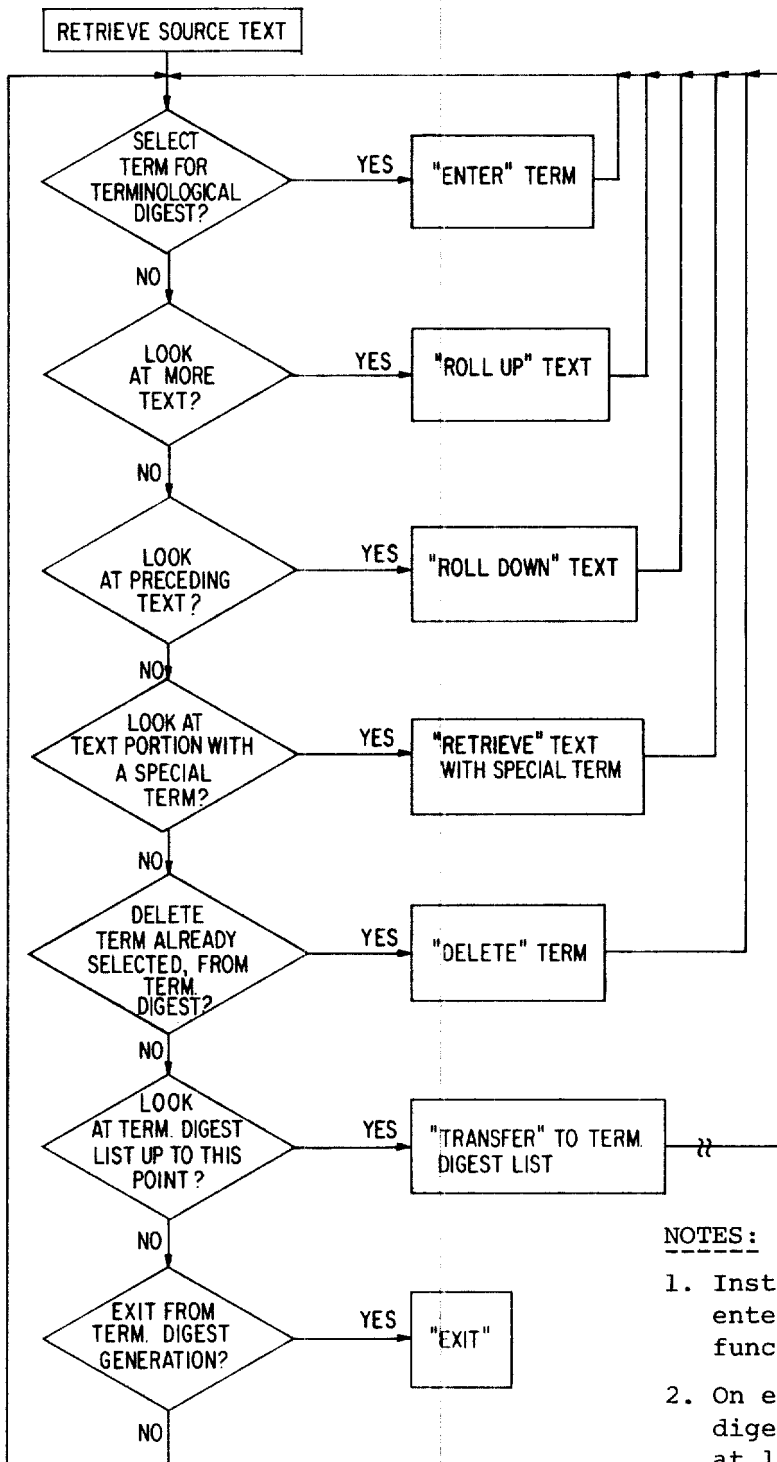 RETRIEVE SOURCE TEXT
SELECT
TERM FOR
TERMINOLOGICAL
DIGEST?
YES
"ENTER" TERM
NO
LOOK
AT MORE
TEXT?
YES
"ROLL UP" TEXT
NO
LOOK
AT PRECEDING
TEXT?
YES
"ROLL DOWN" TEXT
NO
LOOK AT
TEXT PORTION WITH
A SPECIAL
TERM?
YES
"RETRIEVE" TEXT
WITH SPECIAL TERM
NO
DELETE
TERM ALREADY
SELECTED, FROM
TERM.
DIGEST?
YES
"DELETE" TERM
NO
LOOK
AT TERM. DIGEST
LIST UP TO THIS
POINT?
YES
"TRANSFER" TO TERM.
DIGEST LIST
NO
EXIT FROM
TERM. DIGEST
GENERATION?
YES
"EXIT"
NO
NOTES:
1. Inst
ente
func
2. On e
dige
at l